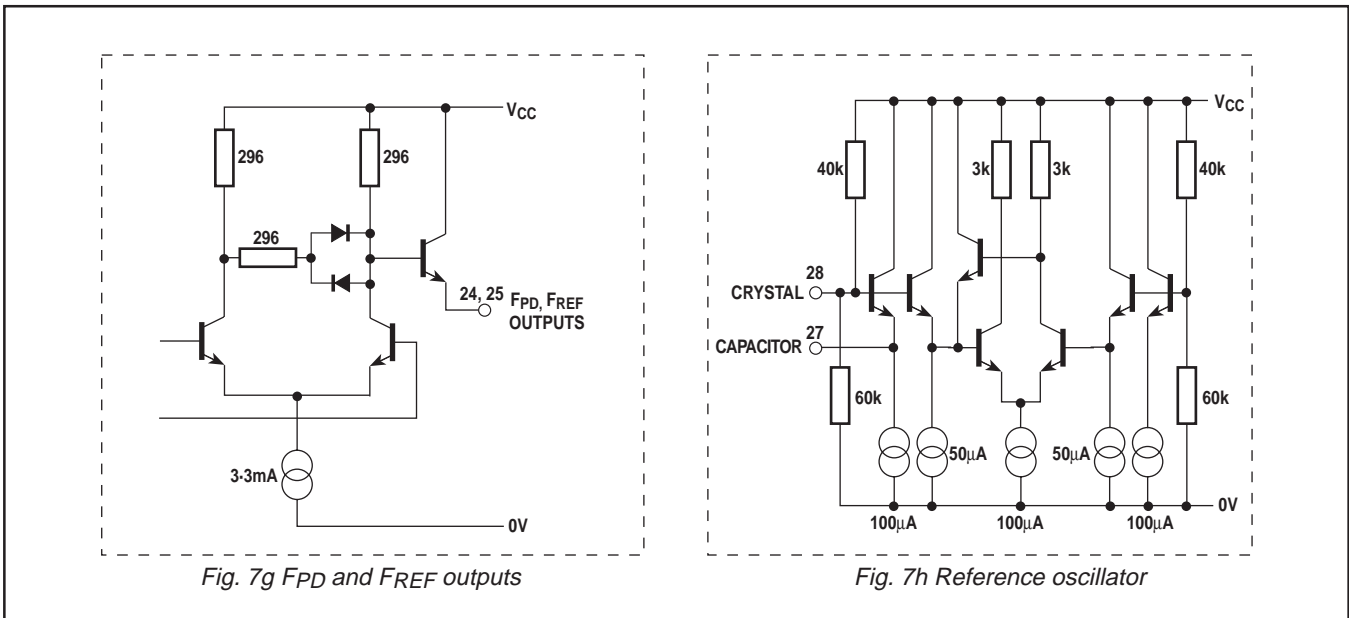 VCC
296
296
296
24, 25
FPD, FREF
OUTPUTS
3·3mA
0V
Fig. 7g FPD and FREF outputs
VCC
40k
3k
3k
40k
28
CRYSTAL
27
CAPACITOR
60k
60k
50µA
50µA
0V
100µA
100µA
100µA
Fig. 7h Reference oscillator